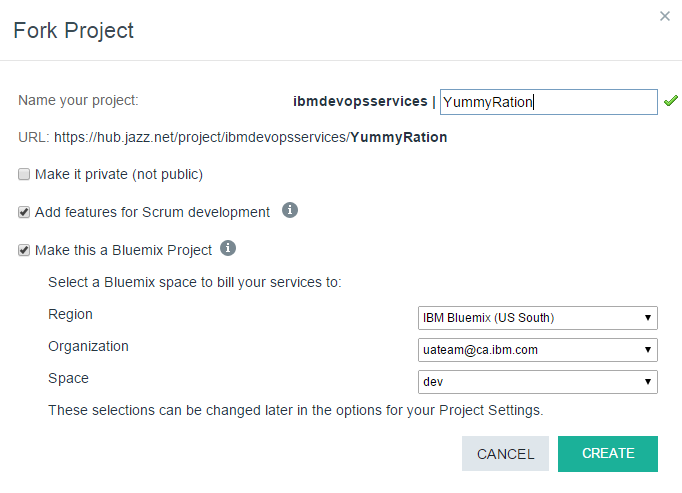 Fork Project
Name your project: ibmdevopsservices | YummyRation
URL: https://hub.jazz.net/project/ibmdevopsservices/YummyRation
Make it private (not public)
Add features for Scrum development
Make this a Bluemix Project
Select a Bluemix space to bill your services to:
Region IBM Bluemix (US South)
Organization uateam@ca.ibm.com
Space dev
These selections can be changed later in the options for your Project Settings.
CANCEL CREATE